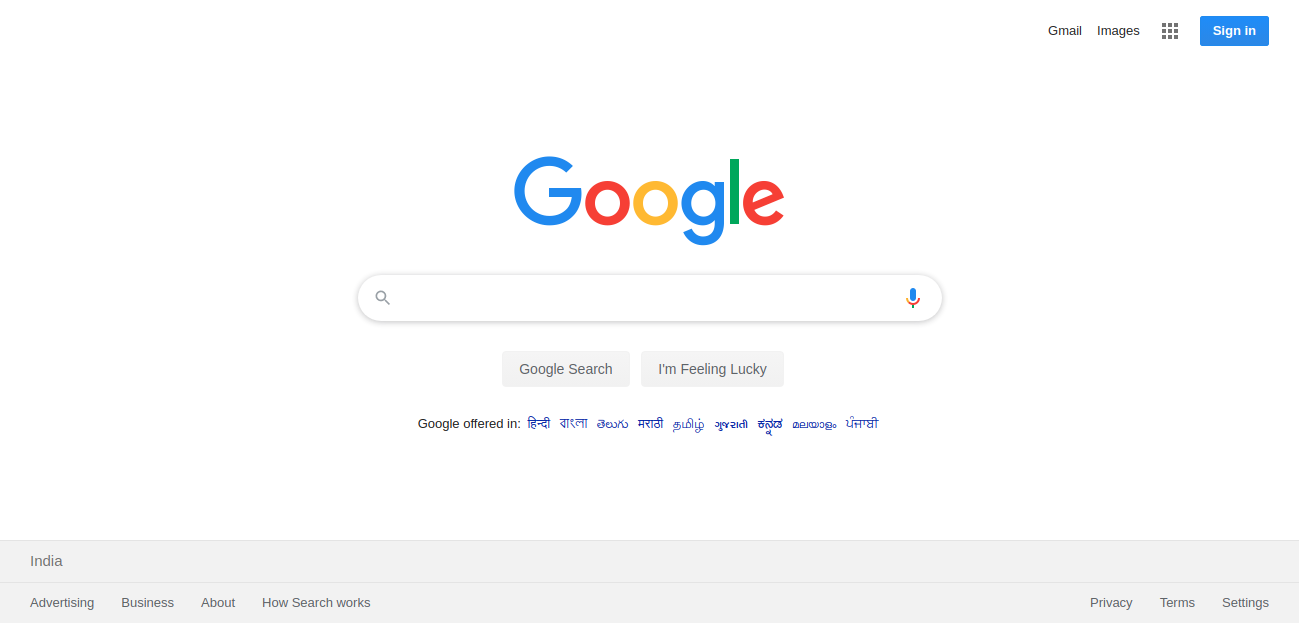 Gmail Images Sign in
Google
Google Search I'm Feeling Lucky
Google offered in: हिन्दी বাংলা తెలుగు मराठी தமிழ் ગુજરાતી ಕನ್ನಡ മലയാളം ਪੰਜਾਬੀ
India
Advertising Business About How Search works Privacy Terms Settings